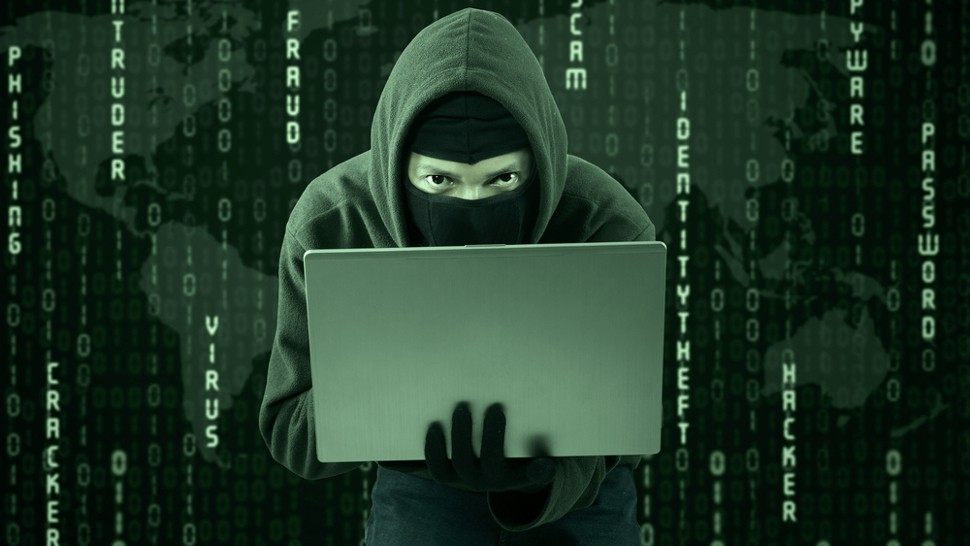 PHISHING
NTRUDER
FRAUD
SCAM
IDENTITYTHEFT
PYWARE
PASSWORD
VIRUS
CRACKER
HACKER